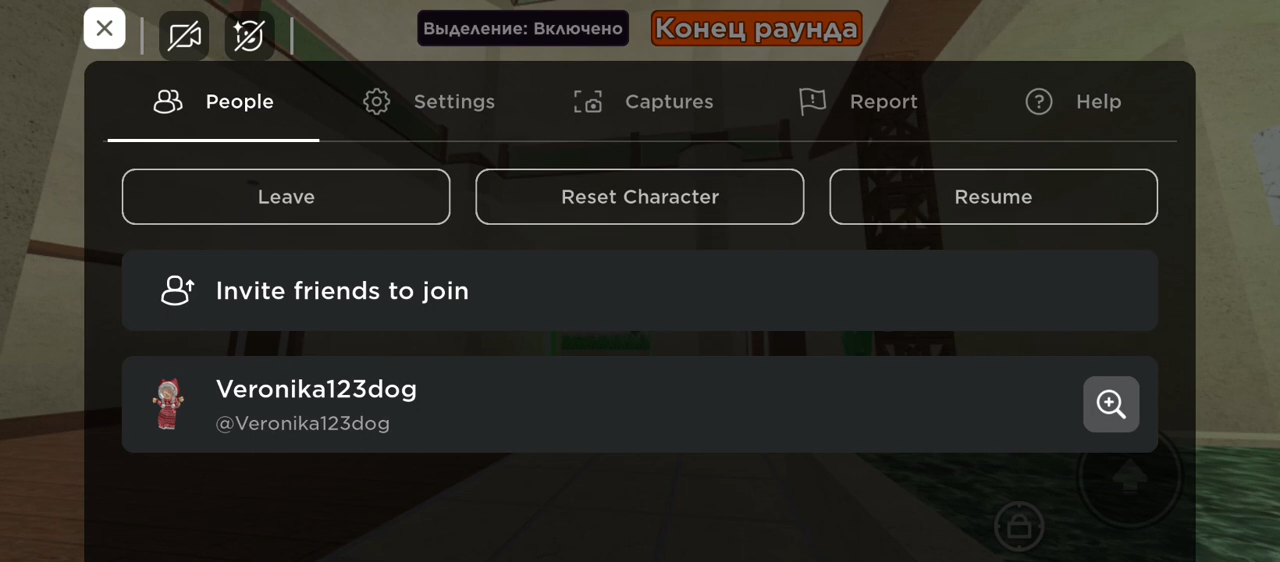 Выделение: Включено
Конец раунда
People
Settings
Captures
Report
Help
Leave
Reset Character
Resume
Invite friends to join
Veronika123dog
@Veronika123dog